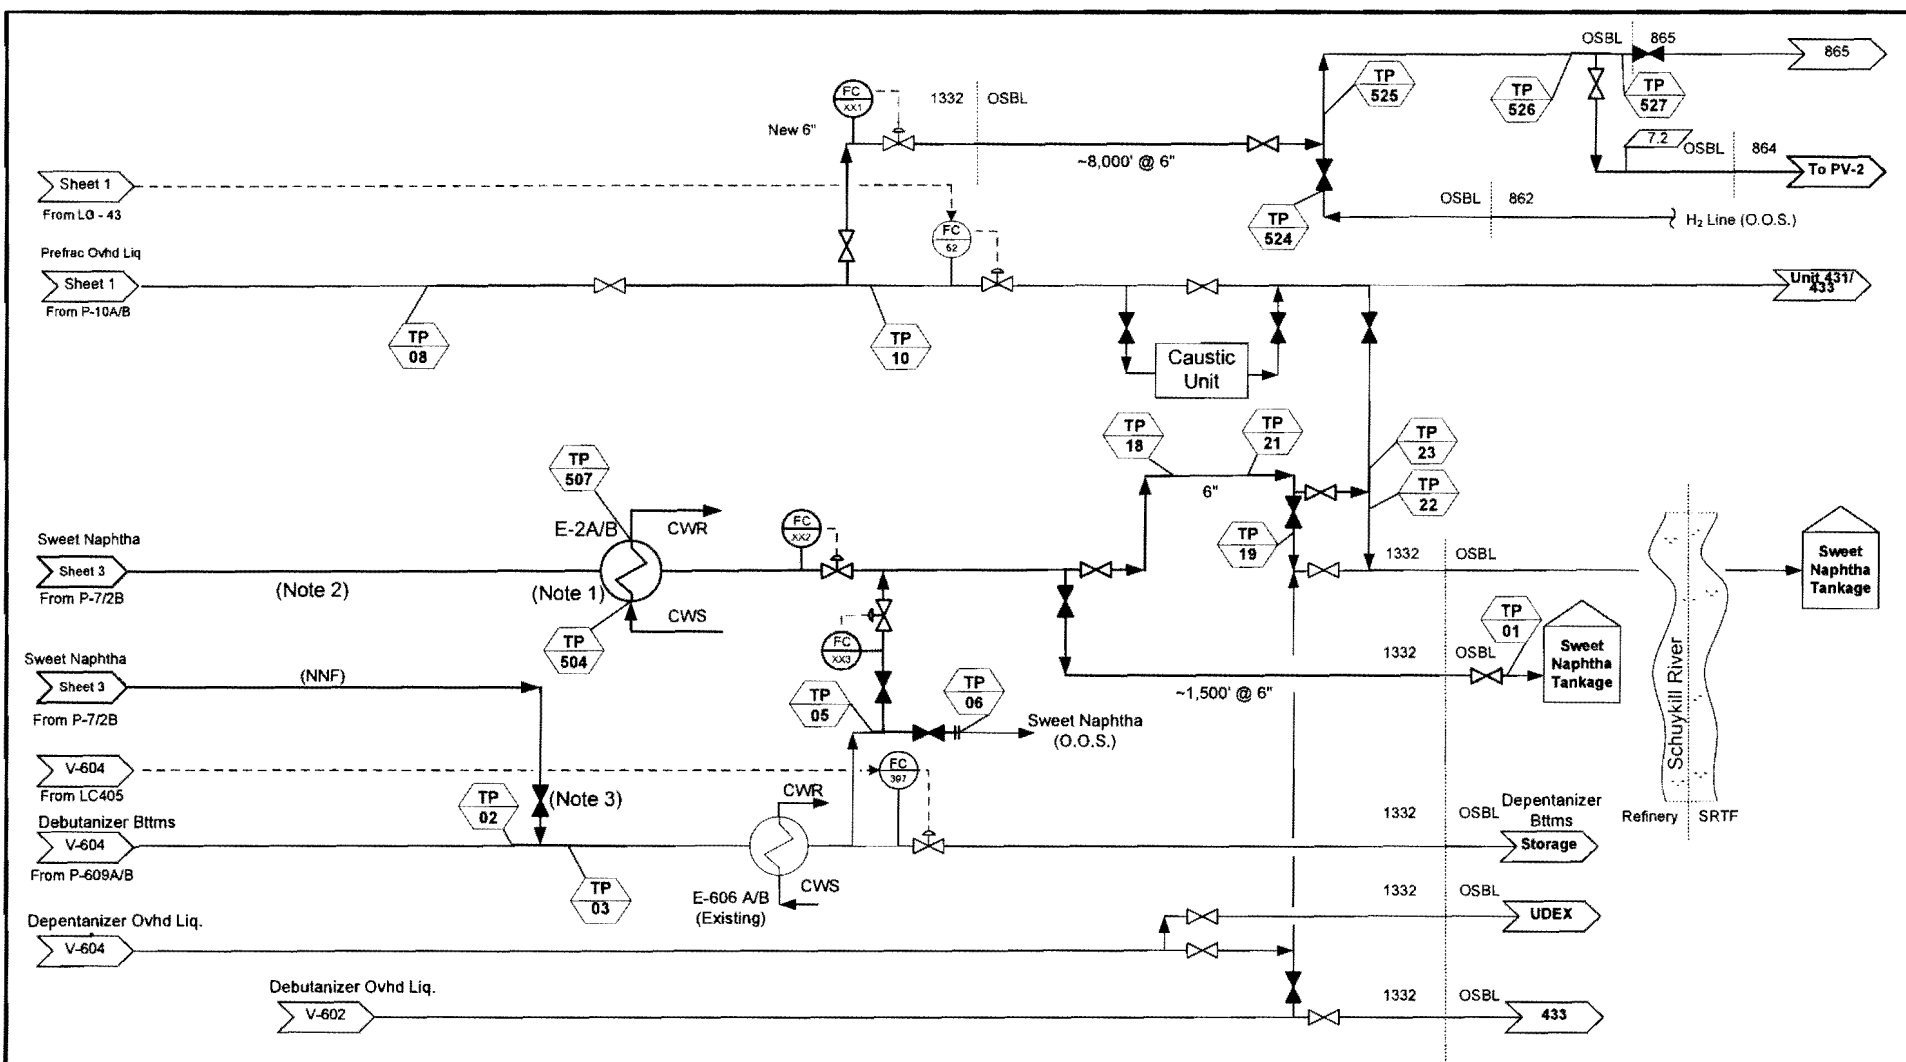 OSBL
865
865
TP
525
TP
526
TP
527
FC
XX1
1332
OSBL
New 6"
~8,000' @ 6"
7.2
OSBL
864
To PV-2
Sheet 1
From LG - 43
OSBL
862
H₂ Line (O.O.S.)
TP
524
FC
52
Prefrac Ovhd Liq
Sheet 1
From P-10A/B
Unit 431/
433
TP
08
TP
10
Caustic
Unit
TP
18
TP
21
TP
23
TP
22
6"
TP
507
E-2A/B
CWR
FC
XX2
TP
19
Sweet Naphtha
Sheet 3
From P-7/2B
(Note 2)
(Note 1)
CWS
TP
504
1332
OSBL
Sweet
Naphtha
Tankage
TP
01
Sweet
Naphtha
Tankage
1332
OSBL
~1,500' @ 6"
Sweet Naphtha
Sheet 3
From P-7/2B
(NNF)
FC
XX3
TP
05
TP
06
Sweet Naphtha
(O.O.S.)
Schuykill River
Refinery
SRTF
V-604
From LC405
FC
397
(Note 3)
TP
02
CWR
Debutanizer Bttms
V-604
From P-609A/B
TP
03
CWS
E-606 A/B
(Existing)
1332
OSBL
Depentanizer
Bttms
Storage
1332
OSBL
UDEX
Depentanizer Ovhd Liq.
V-604
Debutanizer Ovhd Liq.
V-602
1332
OSBL
433